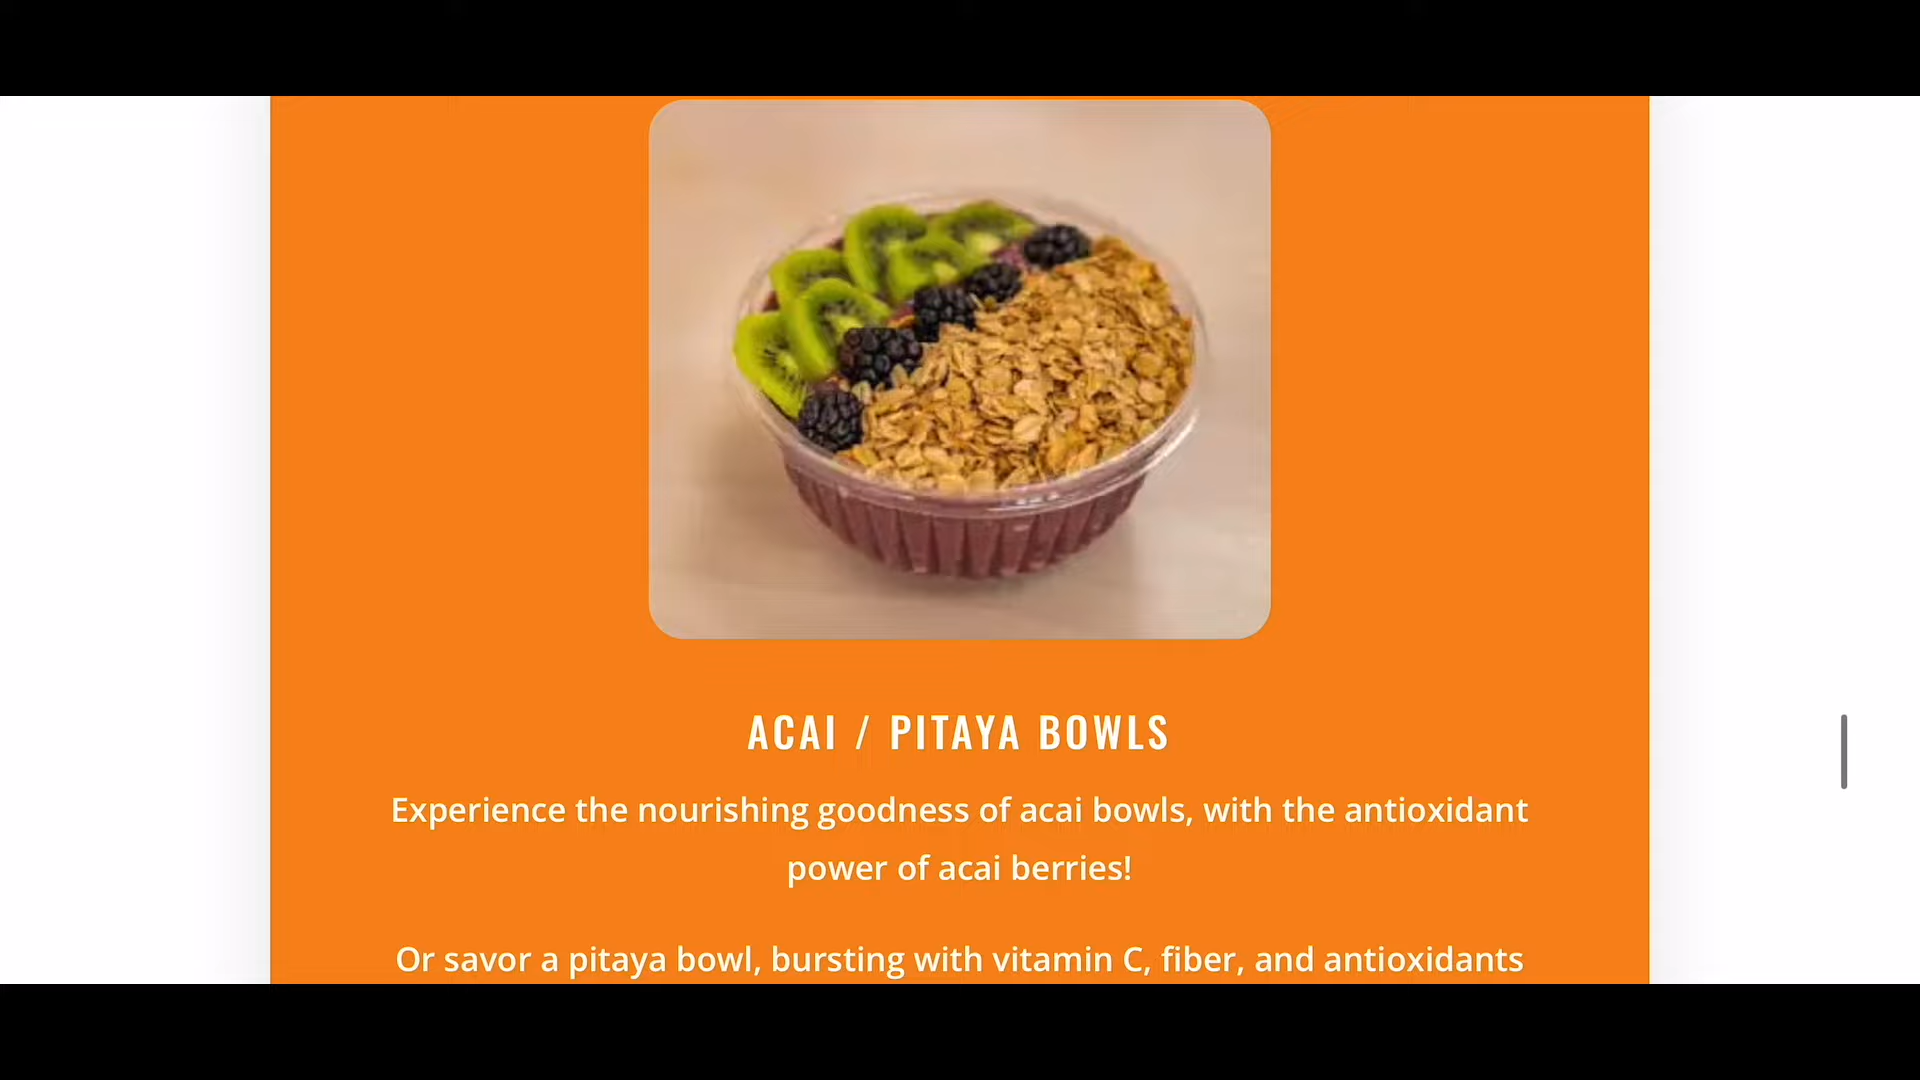 ACAI / PITAYA BOWLS
Experience the nourishing goodness of acai bowls, with the antioxidant
power of acai berries!
Or savor a pitaya bowl, bursting with vitamin C, fiber, and antioxidants